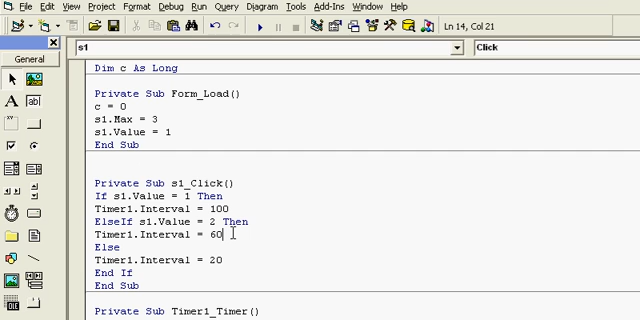 File Edit View Project Format Debug Run Query Diagram Tools Add-Ins Window Help
Ln 14, Col 21
General
s1
Click
Dim c As Long
Private Sub Form_Load()
c = 0
s1.Max = 3
s1.Value = 1
End Sub
Private Sub s1_Click()
If s1.Value = 1 Then
Timer1.Interval = 100
ElseIf s1.Value = 2 Then
Timer1.Interval = 60
Else
Timer1.Interval = 20
End If
End Sub
Private Sub Timer1_Timer()